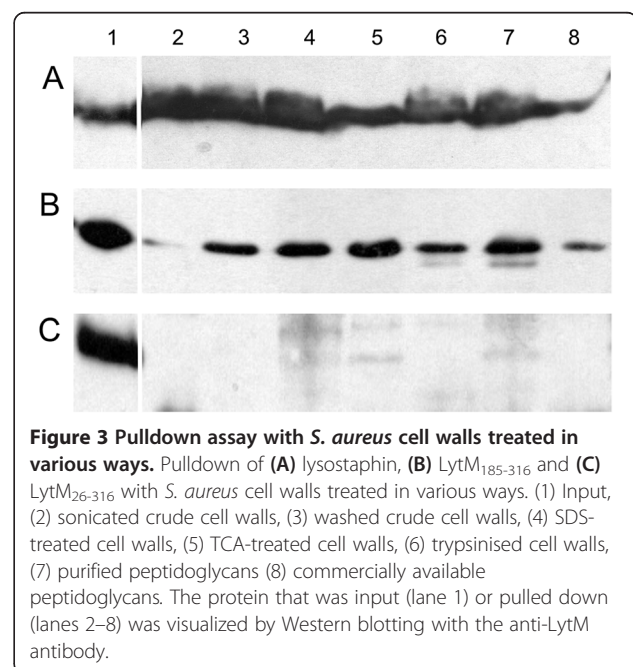 1 2 3 4 5 6 7 8
A
B
C
Figure 3 Pulldown assay with S. aureus cell walls treated in
various ways. Pulldown of (A) lysostaphin, (B) LytM185-316 and (C)
LytM26-316 with S. aureus cell walls treated in various ways. (1) Input,
(2) sonicated crude cell walls, (3) washed crude cell walls, (4) SDS-
treated cell walls, (5) TCA-treated cell walls, (6) trypsinised cell walls,
(7) purified peptidoglycans (8) commercially available
peptidoglycans. The protein that was input (lane 1) or pulled down
(lanes 2–8) was visualized by Western blotting with the anti-LytM
antibody.